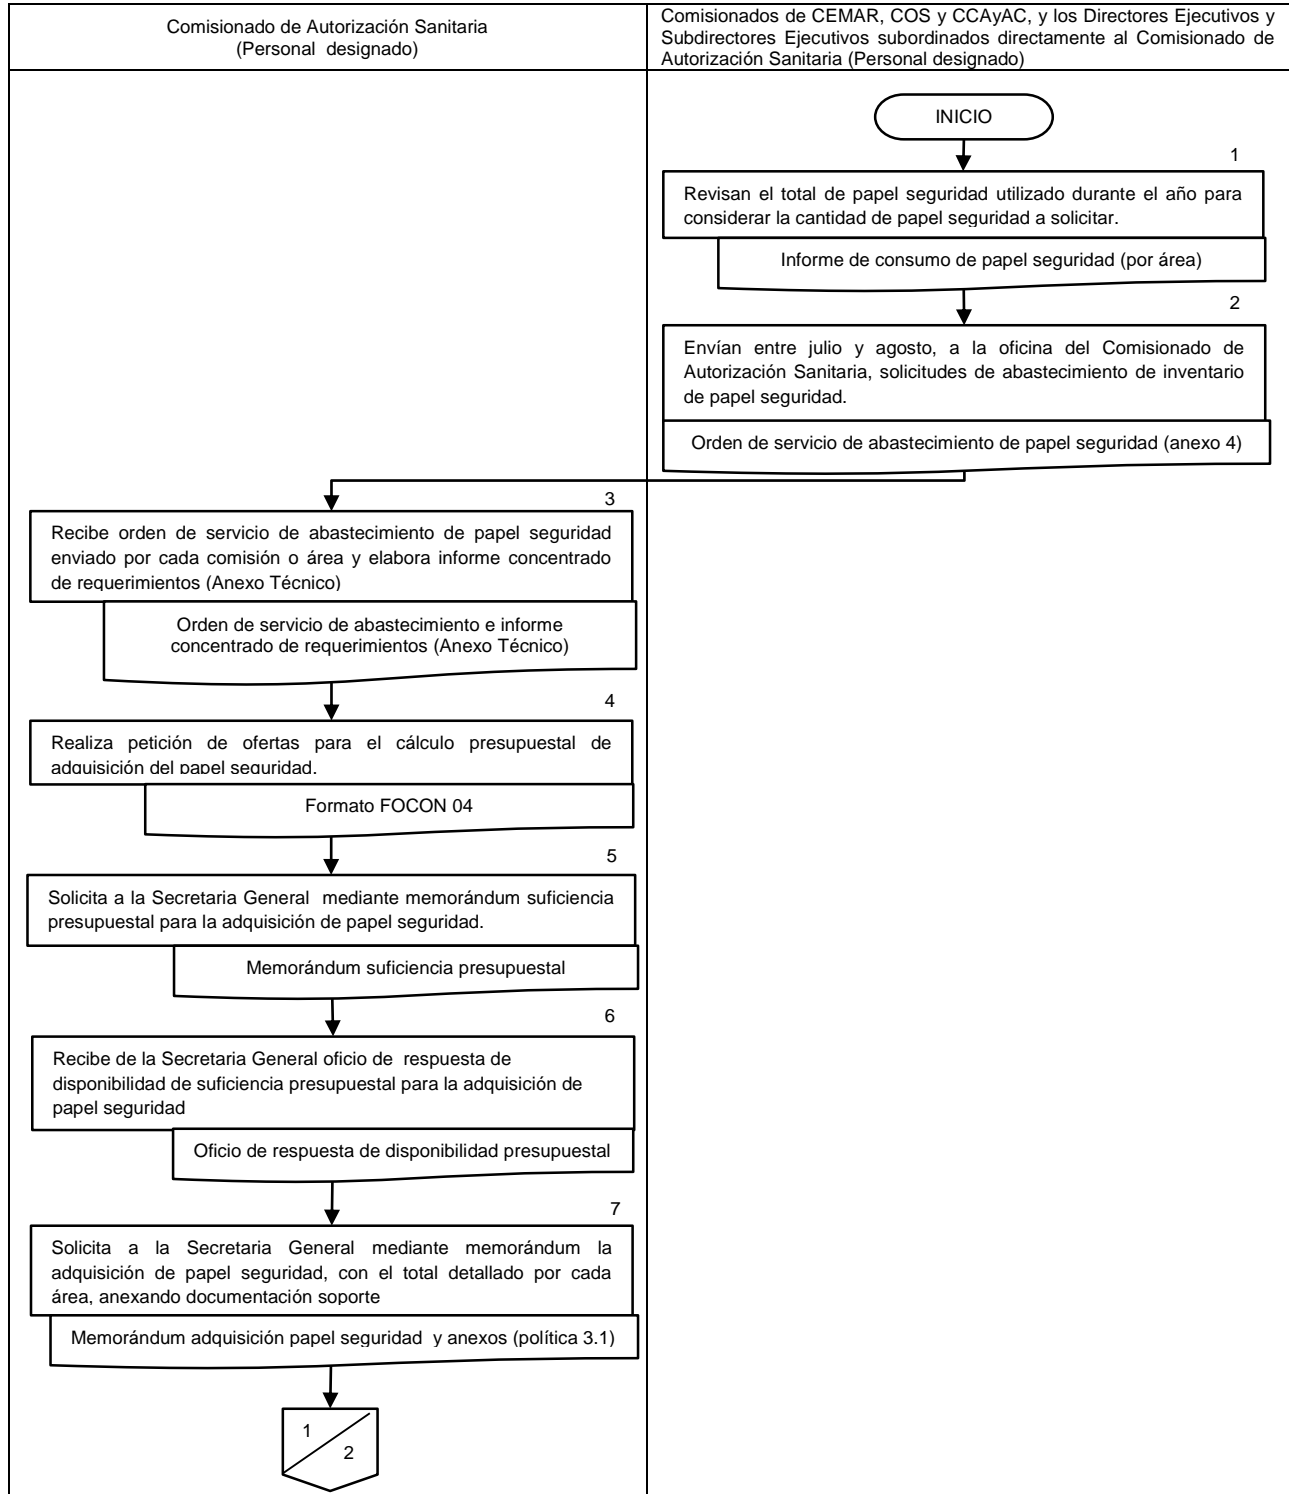 Comisionado de Autorización Sanitaria
(Personal designado)
Comisionados de CEMAR, COS y CCAyAC, y los Directores Ejecutivos y
Subdirectores Ejecutivos subordinados directamente al Comisionado de
Autorización Sanitaria (Personal designado)
INICIO
1
Revisan el total de papel seguridad utilizado durante el año para
considerar la cantidad de papel seguridad a solicitar.
Informe de consumo de papel seguridad (por área)
2
Envían entre julio y agosto, a la oficina del Comisionado de
Autorización Sanitaria, solicitudes de abastecimiento de inventario
de papel seguridad.
Orden de servicio de abastecimiento de papel seguridad (anexo 4)
3
Recibe orden de servicio de abastecimiento de papel seguridad
enviado por cada comisión o área y elabora informe concentrado
de requerimientos (Anexo Técnico)
Orden de servicio de abastecimiento e informe
concentrado de requerimientos (Anexo Técnico)
4
Realiza petición de ofertas para el cálculo presupuestal de
adquisición del papel seguridad.
Formato FOCON 04
5
Solicita a la Secretaria General mediante memorándum suficiencia
presupuestal para la adquisición de papel seguridad.
Memorándum suficiencia presupuestal
6
Recibe de la Secretaria General oficio de respuesta de
disponibilidad de suficiencia presupuestal para la adquisición de
papel seguridad
Oficio de respuesta de disponibilidad presupuestal
7
Solicita a la Secretaria General mediante memorándum la
adquisición de papel seguridad, con el total detallado por cada
área, anexando documentación soporte
Memorándum adquisición papel seguridad y anexos (política 3.1)
1
2